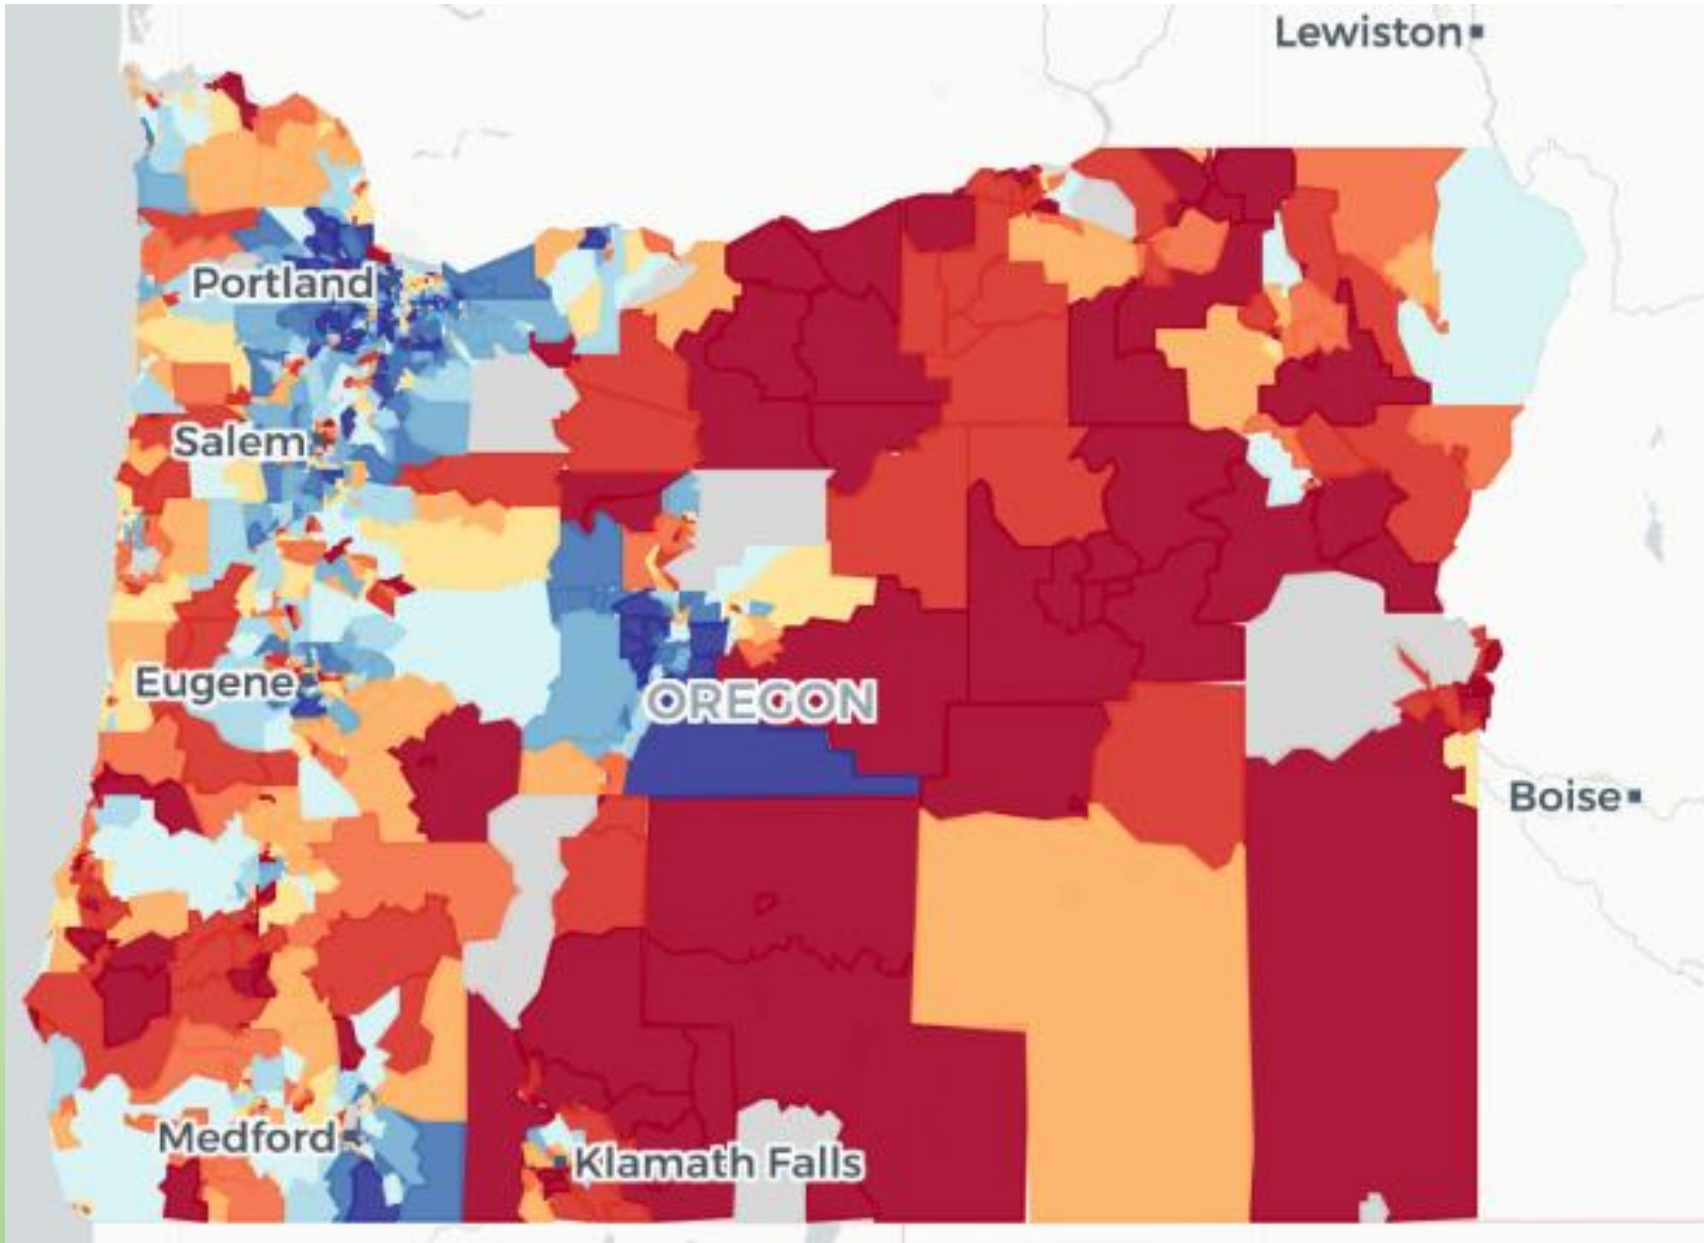 Lewiston
Portland
Salem
Eugene
OREGON
Boise
Medford
Klamath Falls